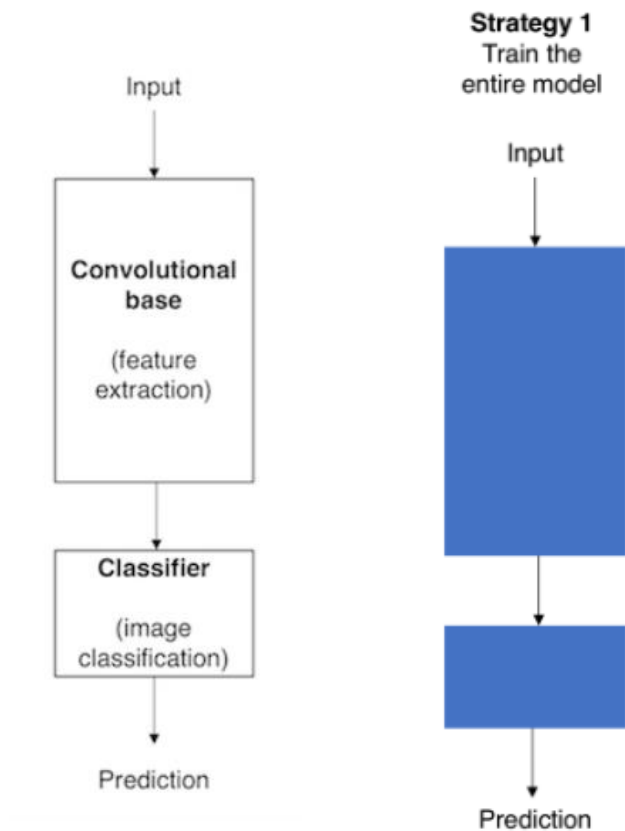 Input
Convolutional
base
(feature
extraction)
Classifier
(image
classification)
Prediction
Strategy 1
Train the
entire model
Input
Prediction